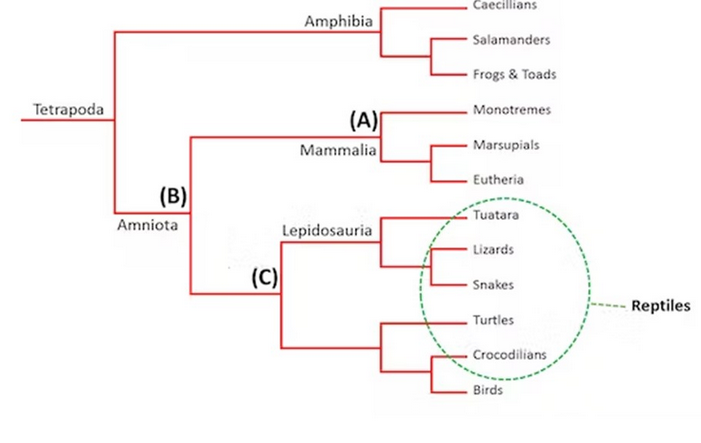 Caecillians
Amphibia
Salamanders
Frogs & Toads
Tetrapoda
(A)
Monotremes
Mammalia
Marsupials
Eutheria
(B)
Amniota
Tuatara
Lepidosauria
Lizards
(C)
Snakes
Reptiles
Turtles
Crocodilians
Birds